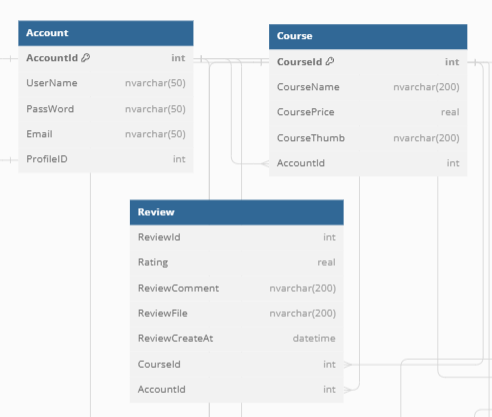 Account
AccountId int
UserName nvarchar(50)
PassWord nvarchar(50)
Email nvarchar(50)
ProfileID int
Course
CourseId int
CourseName nvarchar(200)
CoursePrice real
CourseThumb nvarchar(200)
AccountId int
Review
ReviewId int
Rating real
ReviewComment nvarchar(200)
ReviewFile nvarchar(200)
ReviewCreateAt datetime
CourseId int
AccountId int